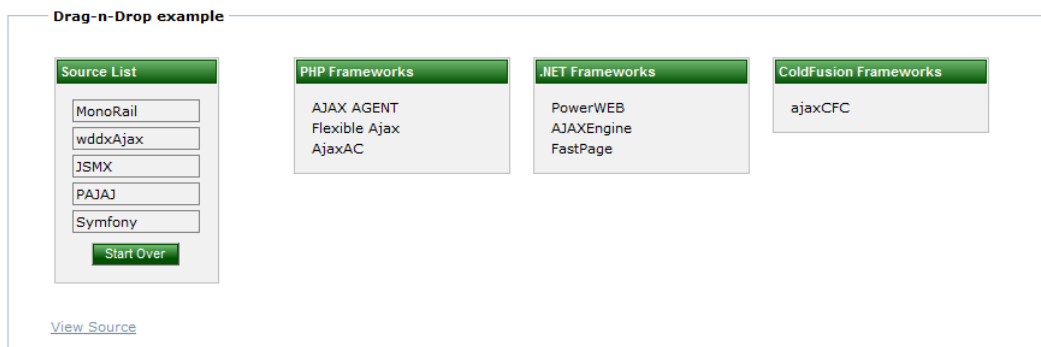 Drag-n-Drop example
Source List
MonoRail
wddxAjax
JSMX
PAJAJ
Symfony
Start Over
PHP Frameworks
AJAX AGENT
Flexible Ajax
AjaxAC
.NET Frameworks
PowerWEB
AJAXEngine
FastPage
ColdFusion Frameworks
ajaxCFC
View Source